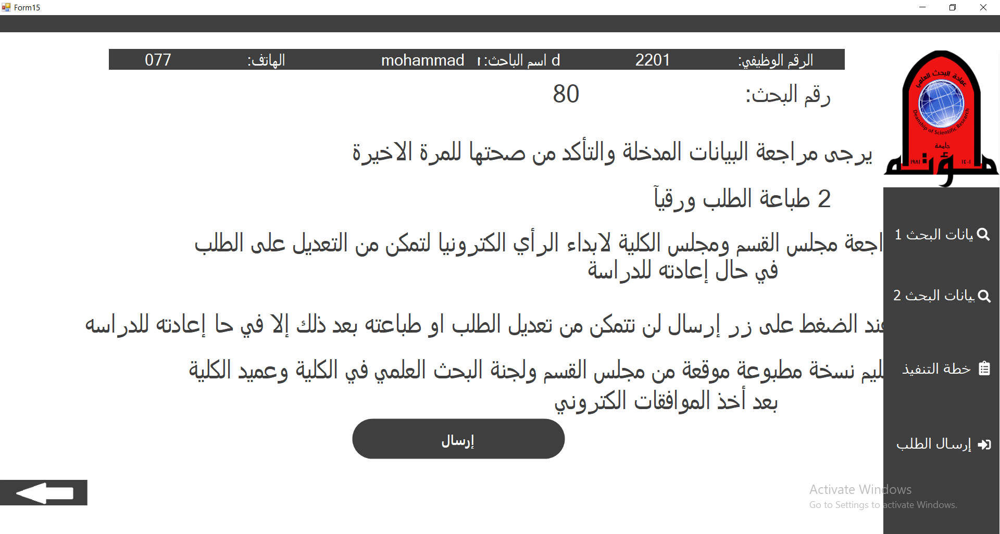 Form15
الرقم الوظيفي: 2201 اسم الباحث: mohammad الهاتف: 077
رقم البحث: 80
يرجى مراجعة البيانات المدخلة والتأكد من صحتها للمرة الاخيرة
2 طباعة الطلب ورقيآ
مجلس القسم ومجلس الكلية لابداء الرأي الكترونيا لتمكن من التعديل على الطلب
في حال إعادته للدراسة
الضغط على زر إرسال لن تتمكن من تعديل الطلب او طباعته بعد ذلك إلا في حا إعادته للدراسه
نسخة مطبوعة موقعة من مجلس القسم ولجنة البحث العلمي في الكلية وعميد الكلية
بعد أخذ الموافقات الكتروني
إرسال
عمادة البحث العلمي
Deanship of Scientific Research
جامعة
مؤتة
١٩٨١ ١٤٠١
بيانات البحث 1
بيانات البحث 2
خطة التنفيذ
إرسال الطلب
Activate Windows
Go to Settings to activate Windows.